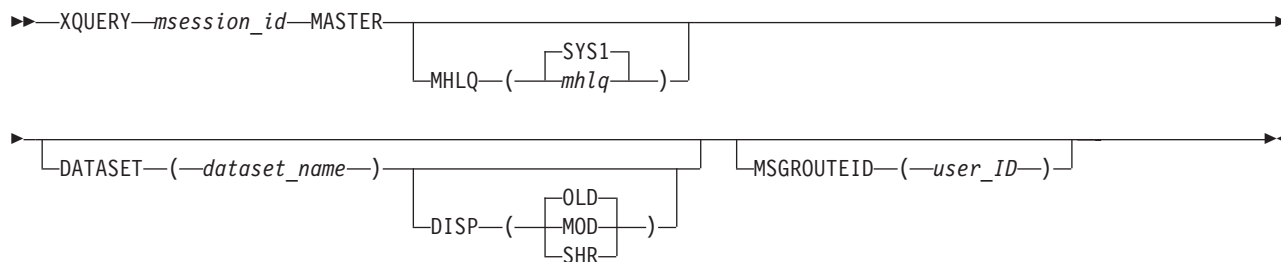 XQUERY msession_id MASTER
SYS1
MHLQ ( mhlq )
DATASET ( dataset_name ) MSGROUTEID ( user_ID )
OLD
DISP ( MOD )
SHR